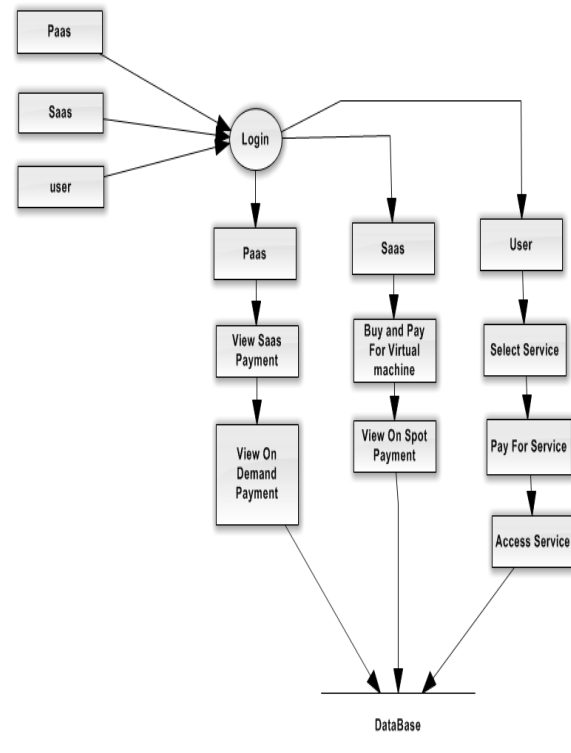 Paas
Saas
user
Login
Paas
Saas
User
View Saas
Payment
Buy and Pay
For Virtual
machine
Select Service
View On
Demand
Payment
View On Spot
Payment
Pay For Service
Access Service
DataBase